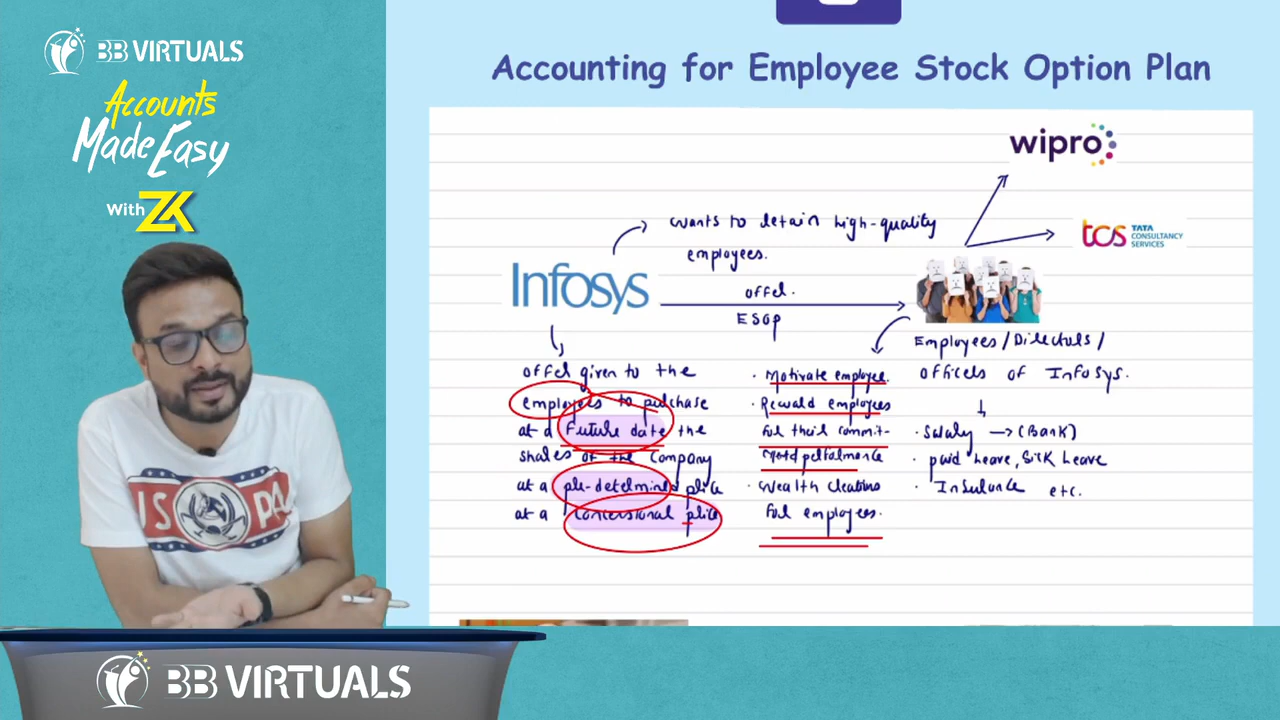 BB VIRTUALS
Accounts
Made Easy
With ZK
Accounting for Employee Stock Option Plan
wipro
wants to retain high-quality
employees.
tcs TATA
CONSULTANCY
SERVICES
Infosys
offer.
ESOP
Employees/Directors/
officers of Infosys.
offer given to the
employees to purchase
at a future date the
shares of the company
at a pre-determined price
at a concersional price
· Motivate employee.
· Reward employees
for their commit-
ment performance
· Wealth creation
for employees.
· Salary → (Bank)
· paid Leave, Sick Leave
· Insurance etc.
ISPA
BB VIRTUALS